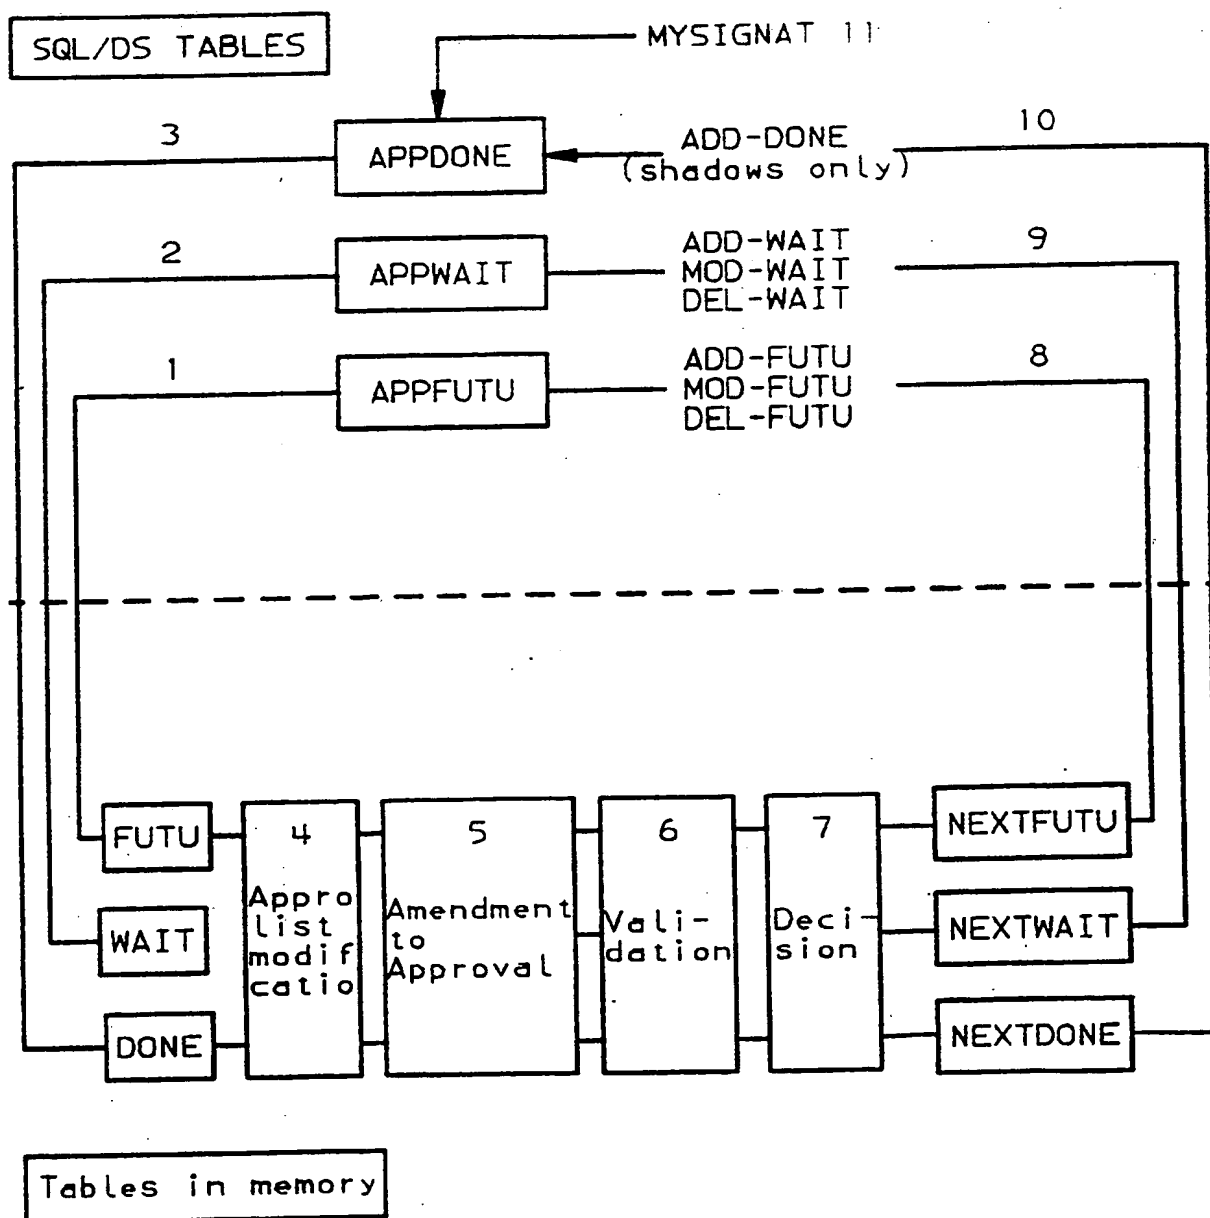 SQL/DS TABLES
MYSIGNAT 11
3
APPDONE
ADD-DONE
(shadows only)
10
2
APPWAIT
ADD-WAIT
MOD-WAIT
DEL-WAIT
9
1
APPFUTU
ADD-FUTU
MOD-FUTU
DEL-FUTU
8
FUTU
WAIT
DONE
4
Appro
list
modif
catio
5
Amendment
to
Approval
6
Vali-
dation
7
Deci-
sion
NEXTFUTU
NEXTWAIT
NEXTDONE
Tables in memory